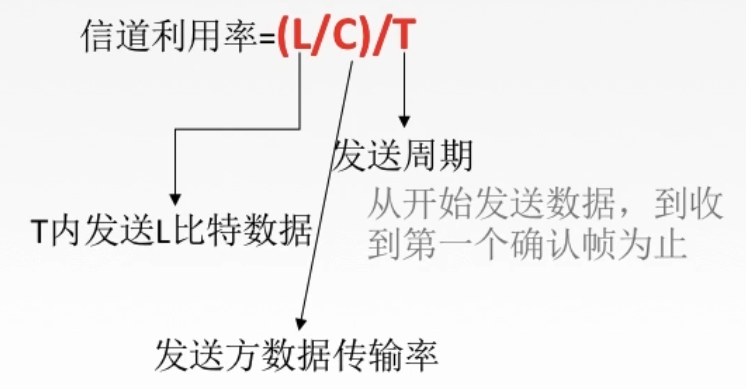 信道利用率=(L/C)/T
发送周期
从开始发送数据，到收
到第一个确认帧为止
T内发送L比特数据
发送方数据传输率